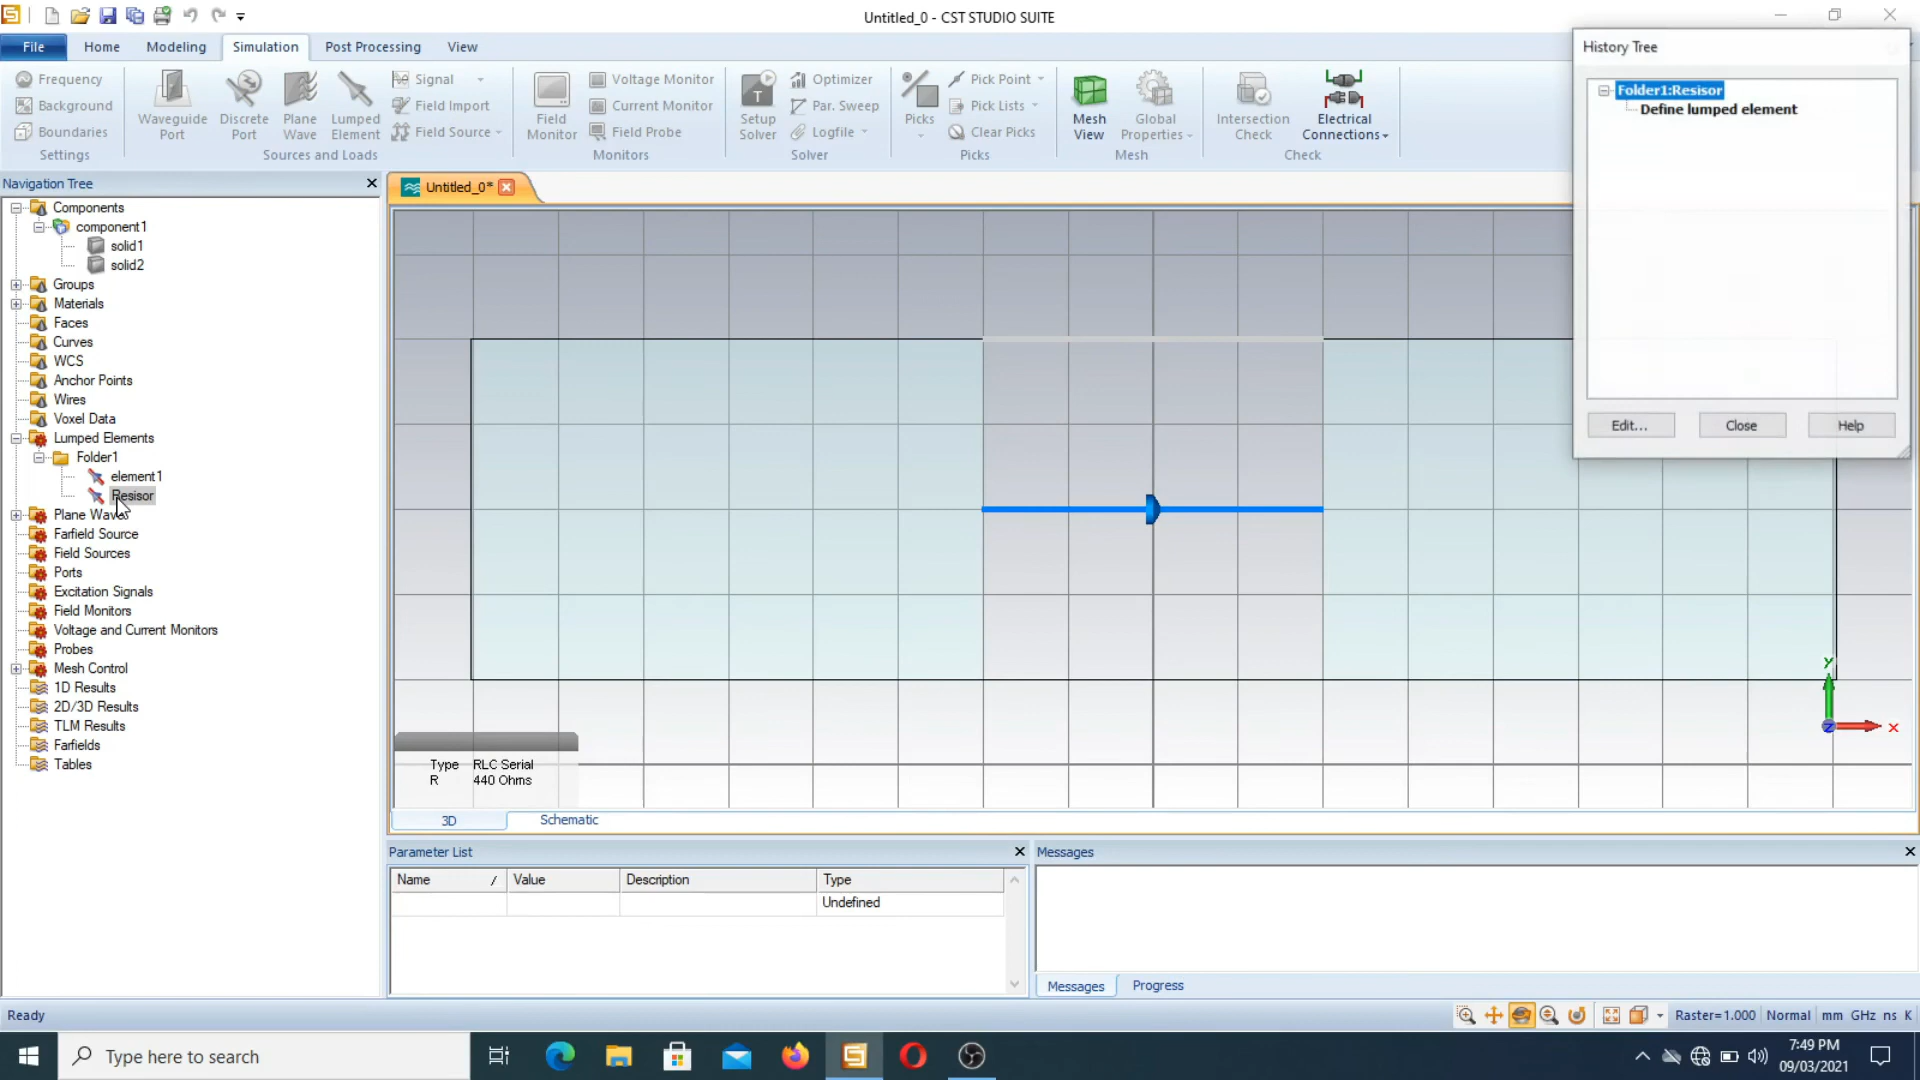 Untitled_0 - CST STUDIO SUITE
File
Home
Modeling
Simulation
Post Processing
View
Frequency
Background
Boundaries
Settings
Waveguide
Port
Discrete
Port
Plane
Wave
Lumped
Element
Signal
Field Import
Field Source
Sources and Loads
Field
Monitor
Voltage Monitor
Current Monitor
Field Probe
Monitors
Setup
Solver
Optimizer
Par. Sweep
Logfile
Solver
Picks
Pick Point
Pick Lists
Clear Picks
Picks
Mesh
View
Global
Properties
Mesh
Intersection
Check
Electrical
Connections
Check
History Tree
Folder1:Resisor
Define lumped element
Edit...
Close
Help
Navigation Tree
Components
component1
solid1
solid2
Groups
Materials
Faces
Curves
WCS
Anchor Points
Wires
Voxel Data
Lumped Elements
Folder1
element1
Resisor
Plane Waves
Farfield Source
Field Sources
Ports
Excitation Signals
Field Monitors
Voltage and Current Monitors
Probes
Mesh Control
1D Results
2D/3D Results
TLM Results
Farfields
Tables
Untitled_0*
Type RLC Serial
R 440 Ohms
y
z
x
3D
Schematic
Parameter List
Name / Value Description Type
Undefined
Messages
Messages
Progress
Ready
Raster=1.000 Normal mm GHz ns K
Type here to search
7:49 PM
09/03/2021